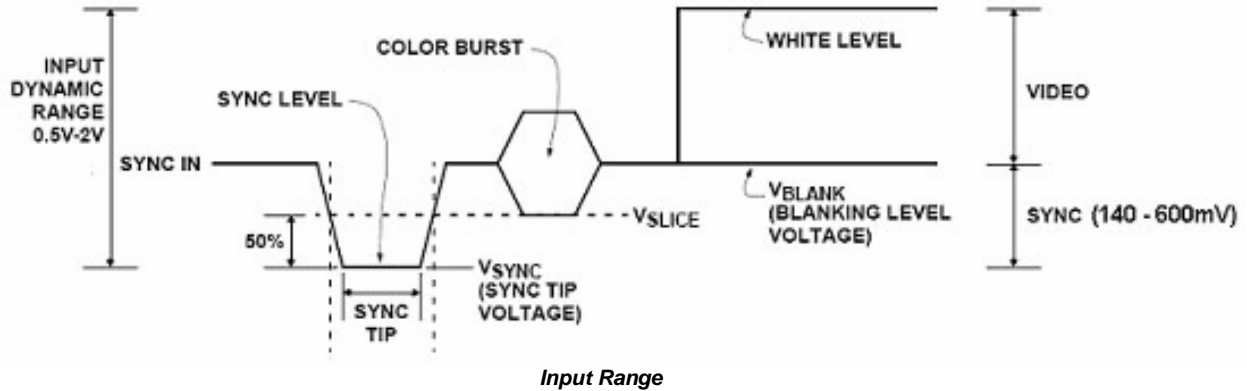 INPUT
DYNAMIC
RANGE
0.5V-2V
SYNC IN
SYNC LEVEL
COLOR BURST
WHITE LEVEL
VIDEO
50%
SYNC
TIP
VSYNC
(SYNC TIP
VOLTAGE)
VSLICE
VBLANK
(BLANKING LEVEL
VOLTAGE)
SYNC (140 - 600mV)
Input Range